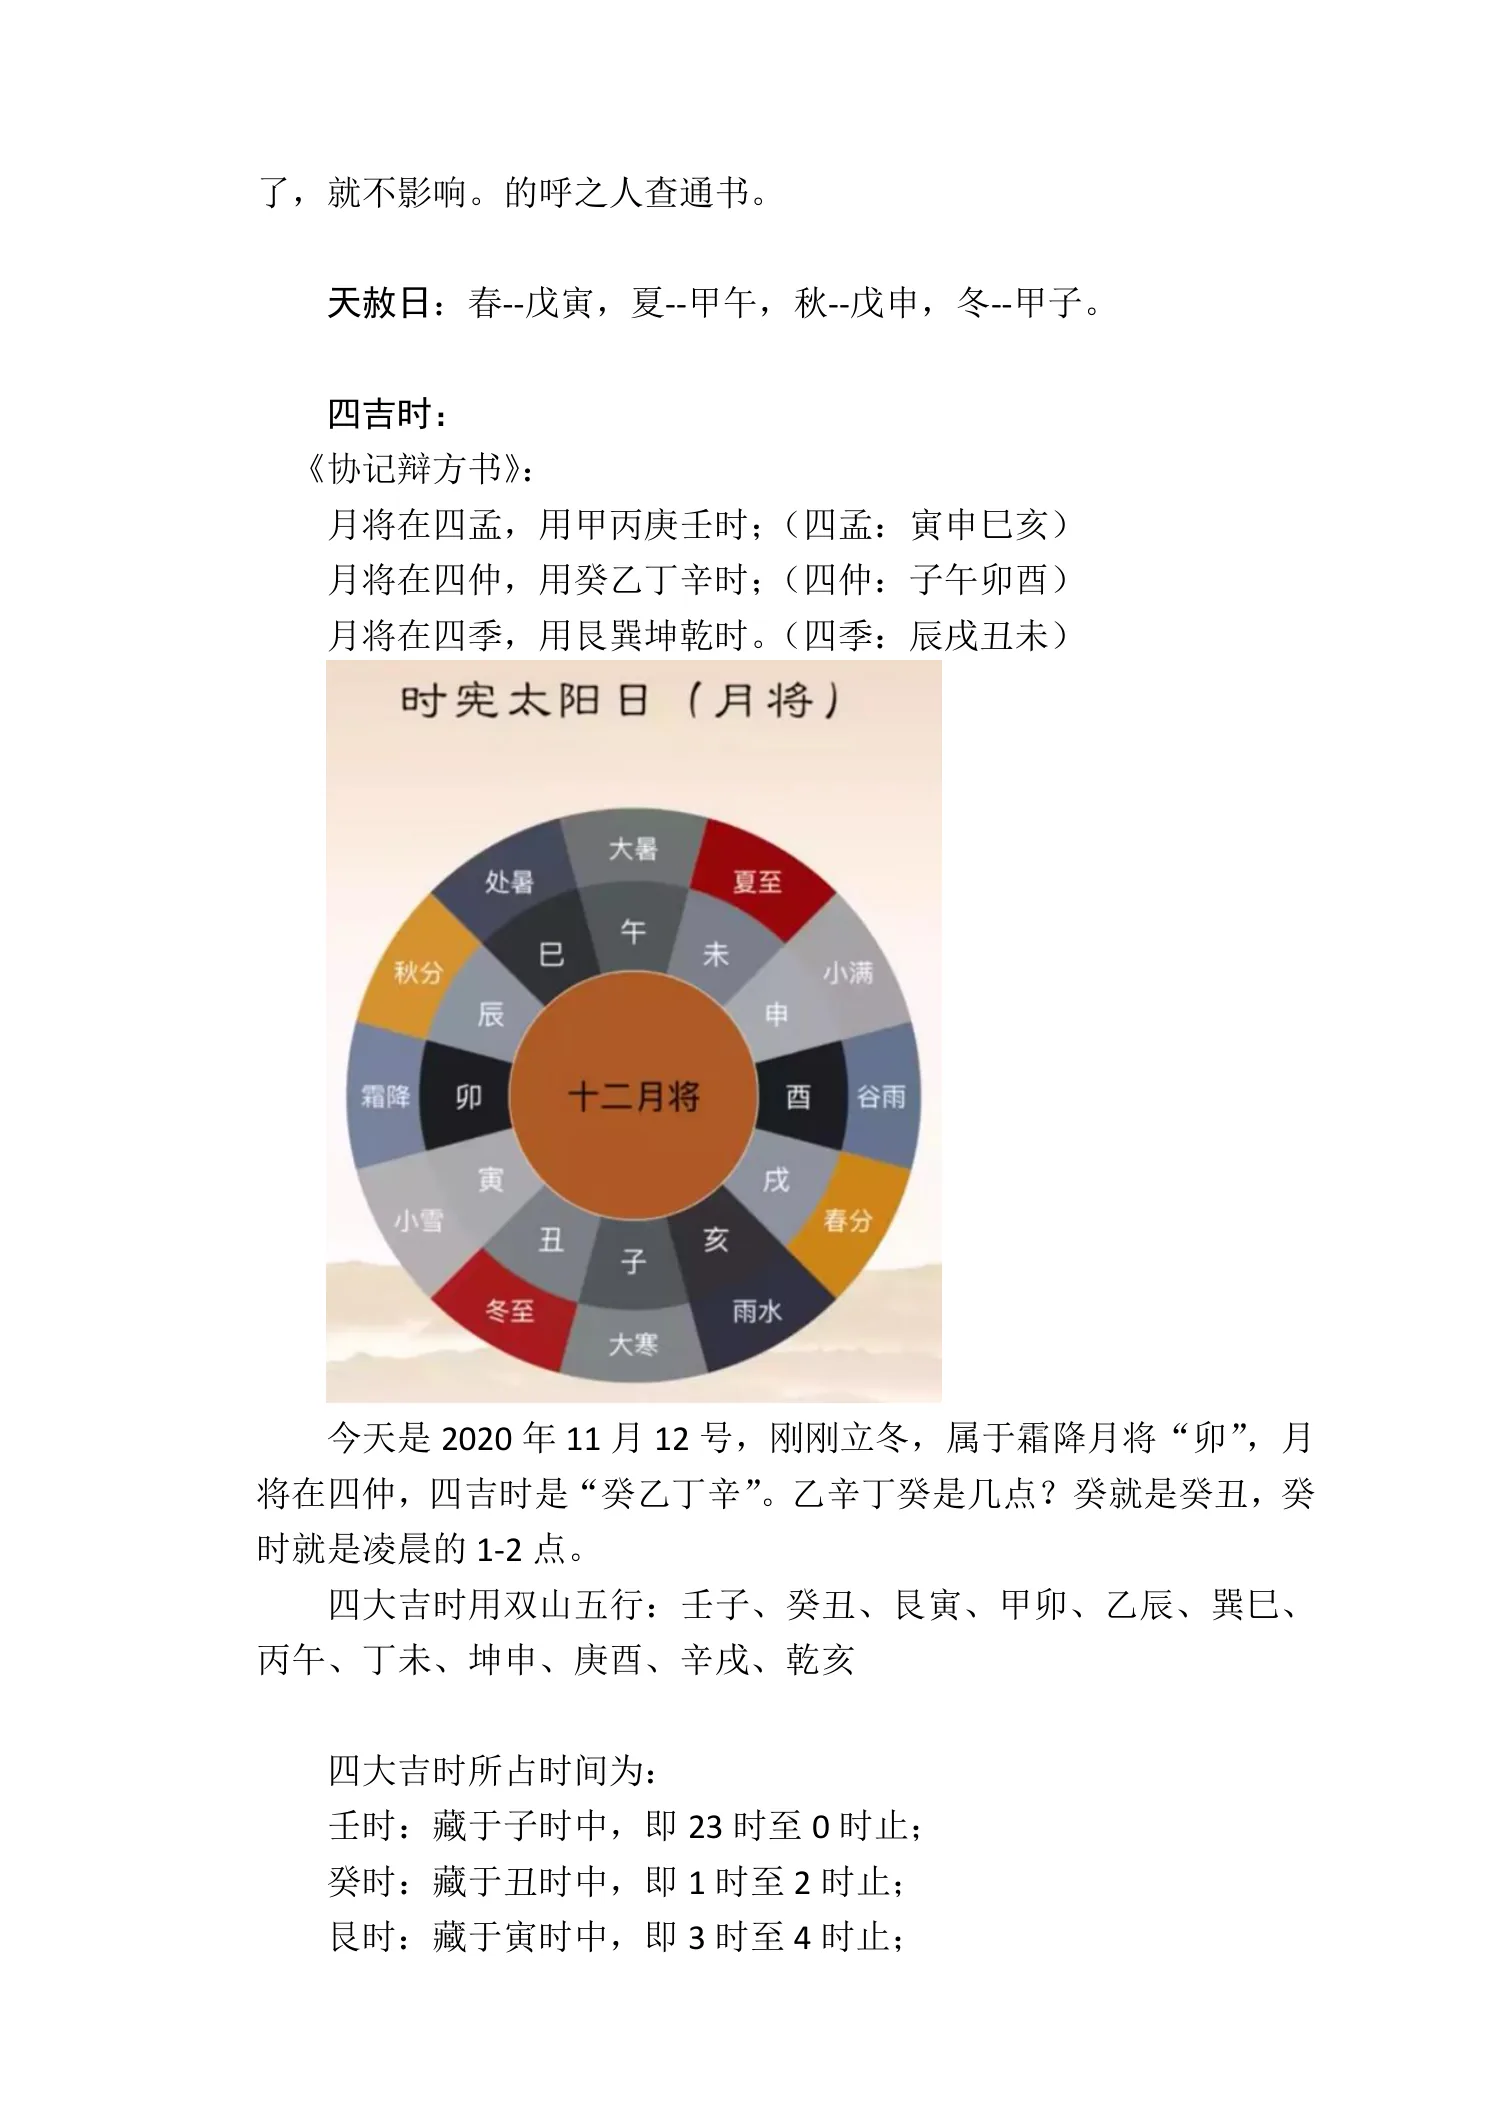 了，就不影响。的呼之人查通书。
天赦日：春--戊寅，夏--甲午，秋--戊申，冬--甲子。
四吉时：
《协记辩方书》：
月将在四孟，用甲丙庚壬时；（四孟：寅申巳亥）
月将在四仲，用癸乙丁辛时；（四仲：子午卯酉）
月将在四季，用艮巽坤乾时。（四季：辰戌丑未）
时宪太阳日（月将）
大暑
处暑
夏至
午
巳
未
秋分
小满
辰
申
霜降
卯
十二月将
酉
谷雨
寅
戌
小雪
春分
丑
亥
子
冬至
雨水
大寒
今天是 2020 年 11 月 12 号，刚刚立冬，属于霜降月将“卯”，月
将在四仲，四吉时是“癸乙丁辛”。乙辛丁癸是几点？癸就是癸丑，癸
时就是凌晨的 1-2 点。
四大吉时用双山五行：壬子、癸丑、艮寅、甲卯、乙辰、巽巳、
丙午、丁未、坤申、庚酉、辛戌、乾亥
四大吉时所占时间为：
壬时：藏于子时中，即 23 时至 0 时止；
癸时：藏于丑时中，即 1 时至 2 时止；
艮时：藏于寅时中，即 3 时至 4 时止；